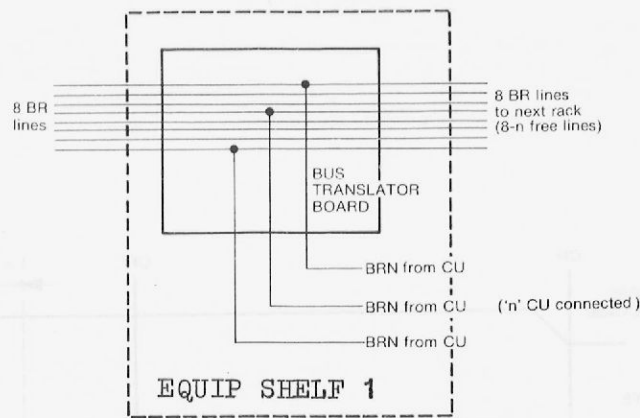 8 BR
lines
8 BR lines
to next rack
(8-n free lines)
BUS
TRANSLATOR
BOARD
BRN from CU
BRN from CU
('n' CU connected)
BRN from CU
EQUIP SHELF 1